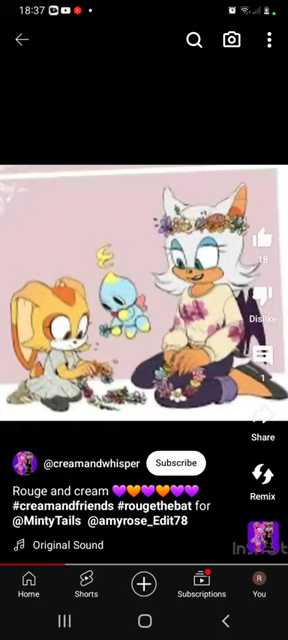 18:37
18
Dislike
1
Share
@creamandwhisper
Subscribe
Rouge and cream 💜🧡💜🧡💜💜
#creamandfriends #rougethebat for
@MintyTails @amyrose_Edit78
Remix
Original Sound
Home
Shorts
Subscriptions
R
You